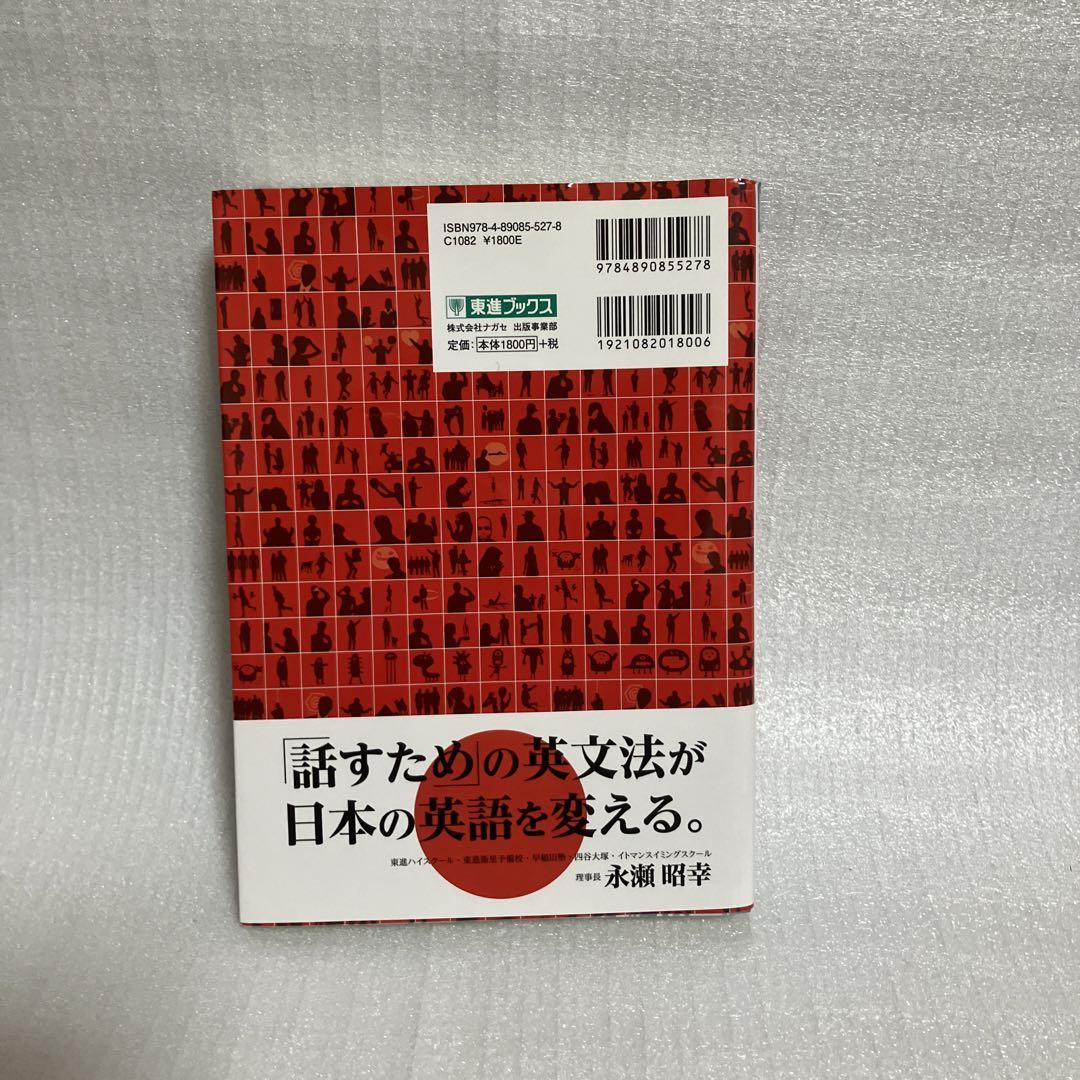 ISBN978-4-89085-527-8
C1082 ¥1800E
9784890855278
東進ブックス
株式会社ナガセ 出版事業部
定価：本体1800円+税
1921082018006
「話すため」の英文法が
日本の英語を変える。
東進ハイスクール・東進衛星予備校・早稲田塾・四谷大塚・イトマンスイミングスクール
理事長 永瀬 昭幸